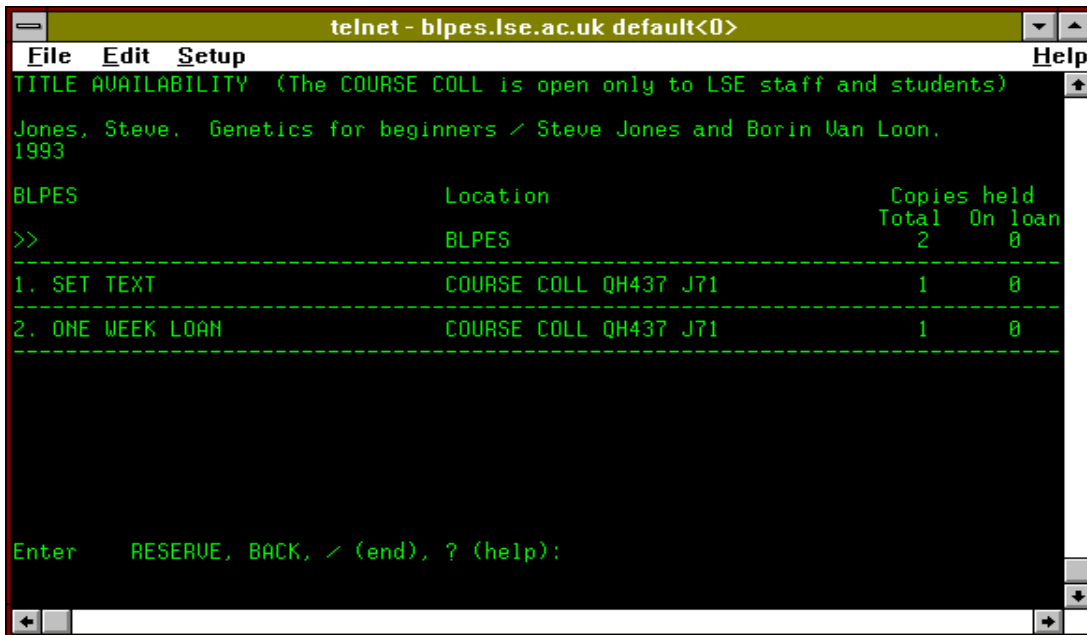 telnet - blpes.lse.ac.uk default<0>
File Edit Setup Help
TITLE AVAILABILITY (The COURSE COLL is open only to LSE staff and students)
Jones, Steve. Genetics for beginners / Steve Jones and Borin Van Loon.
1993
BLPES Location Copies held
Total On loan
>> BLPES 2 0
1. SET TEXT COURSE COLL QH437 J71 1 0
2. ONE WEEK LOAN COURSE COLL QH437 J71 1 0
Enter RESERVE, BACK, / (end), ? (help):